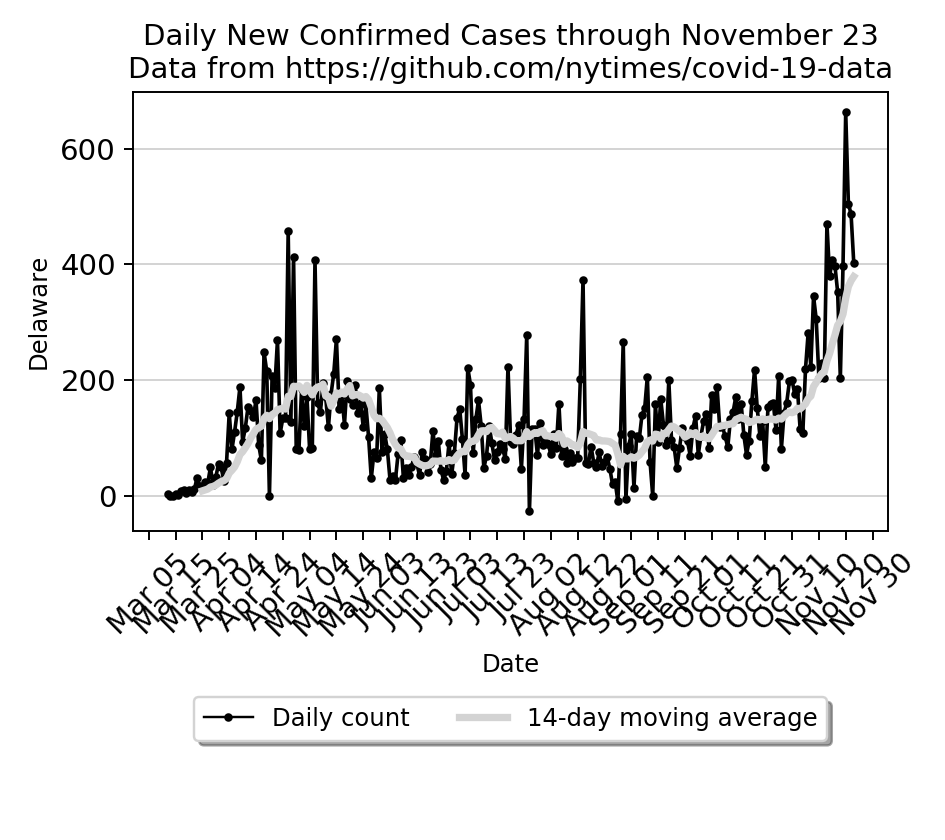 Daily New Confirmed Cases through November 23
Data from https://github.com/nytimes/covid-19-data
600
400
200
0
Delaware
Mar 05
Mar 15
Mar 25
Apr 04
Apr 14
Apr 24
May 04
May 14
May 24
Jun 03
Jun 13
Jun 23
Jul 03
Jul 13
Jul 23
Aug 02
Aug 12
Aug 22
Sep 01
Sep 11
Sep 21
Oct 01
Oct 11
Oct 21
Oct 31
Nov 10
Nov 20
Nov 30
Date
Daily count
14-day moving average